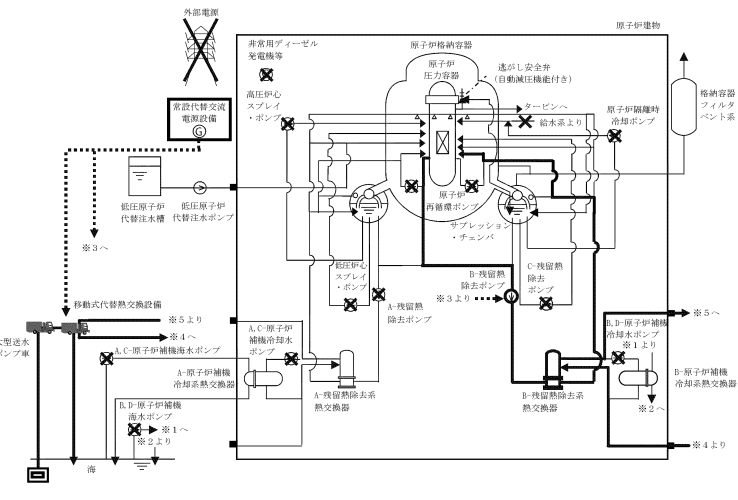 外部電源
原子炉建物
非常用ディーゼル
発電機等
原子炉格納容器
原子炉
圧力容器
逃がし安全弁
(自動減圧機能付き)
高圧炉心
スプレイ
・ポンプ
常設代替交流
電源設備
G
タービンへ
給水系より
原子炉隔離時
冷却ポンプ
格納容器
フィルタ
ベント系
低圧原子炉
代替注水槽
低圧原子炉
代替注水ポンプ
原子炉
再循環ポンプ
サプレッション
・チェンバ
※3へ
低圧炉心
スプレイ
・ポンプ
A-残留熱
除去ポンプ
B-残留熱
除去ポンプ
※3より
C-残留熱
除去
ポンプ
移動式代替熱交換設備
※5より
※4へ
大型送水
ポンプ車
A,C-原子炉補機海水ポンプ
A,C-原子炉
補機冷却水
ポンプ
A-原子炉補機
冷却系熱交換器
A-残留熱除去系
熱交換器
B,D-原子炉補機
海水ポンプ
※1へ
※2より
海
※5へ
B,D-原子炉補機
冷却水ポンプ
※1より
B-原子炉補機
冷却系熱交換器
※2へ
B-残留熱除去系
熱交換器
※4より